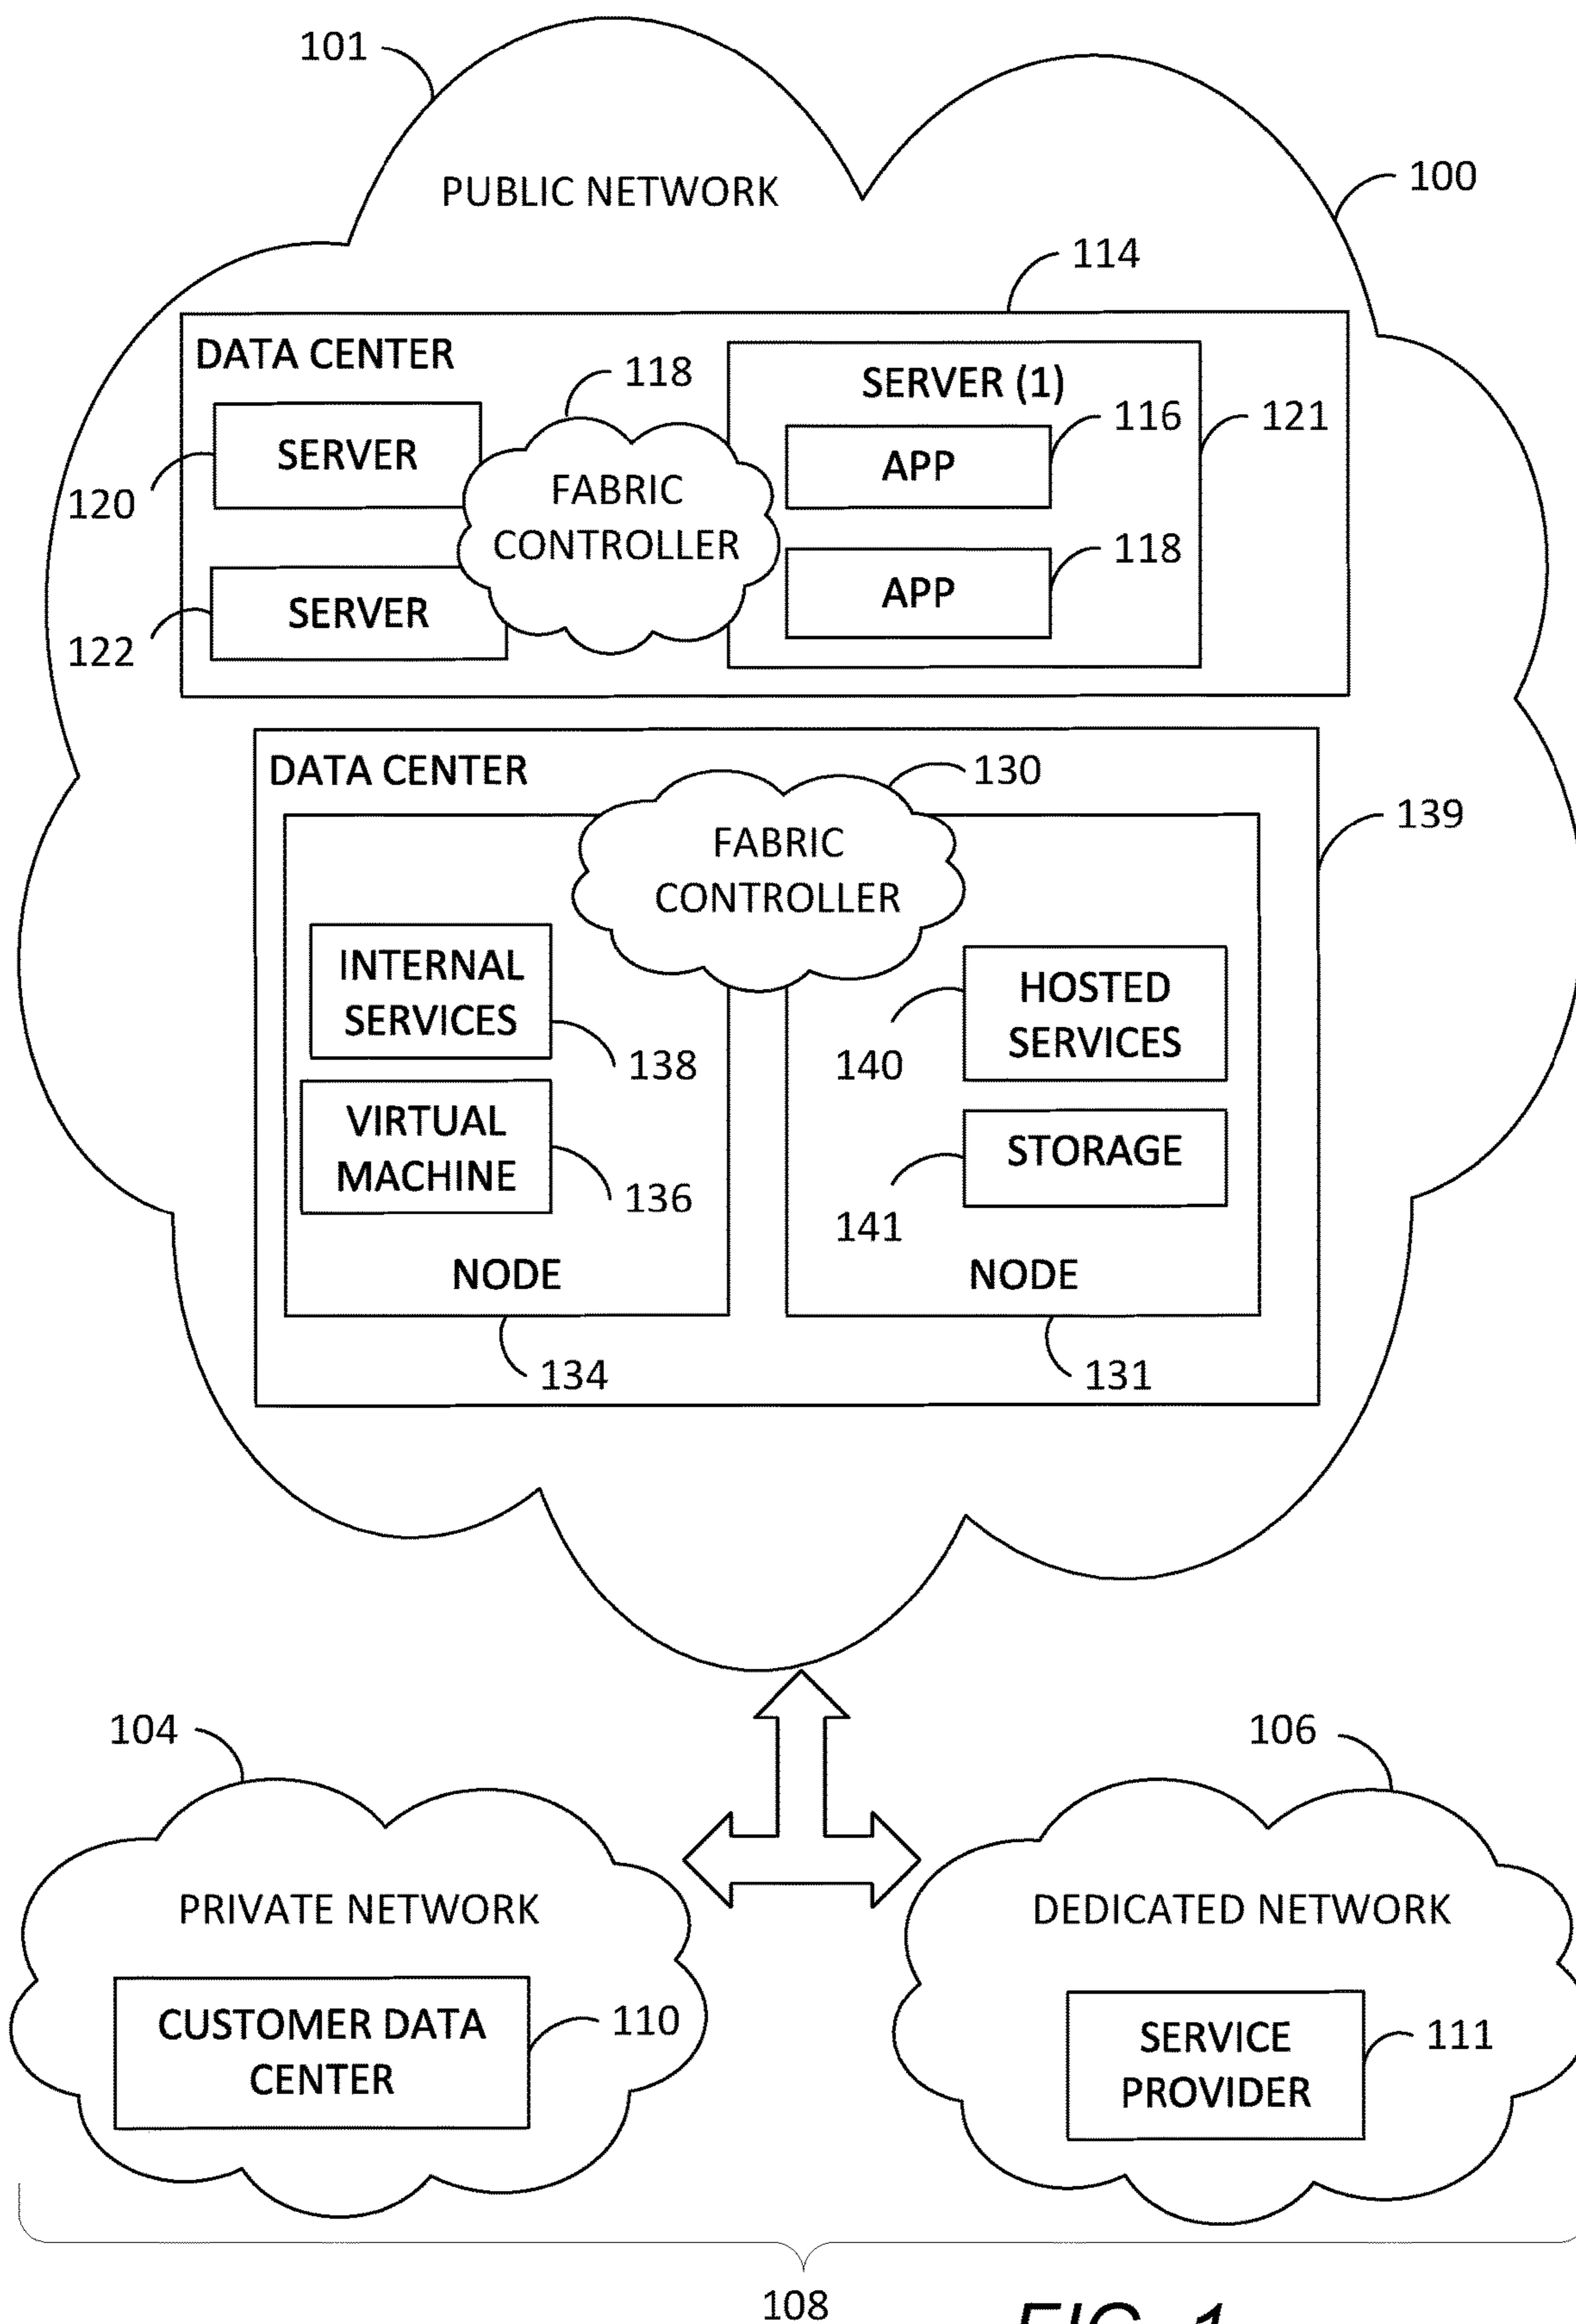 101
PUBLIC NETWORK
100
114
DATA CENTER
118
SERVER (1)
116
121
SERVER
APP
120
FABRIC
CONTROLLER
118
SERVER
APP
122
DATA CENTER
130
139
FABRIC
CONTROLLER
INTERNAL
SERVICES
138
HOSTED
SERVICES
140
VIRTUAL
MACHINE
136
STORAGE
141
NODE
NODE
134
131
104
106
PRIVATE NETWORK
DEDICATED NETWORK
CUSTOMER DATA
CENTER
110
SERVICE
PROVIDER
111
108
FIG. 1